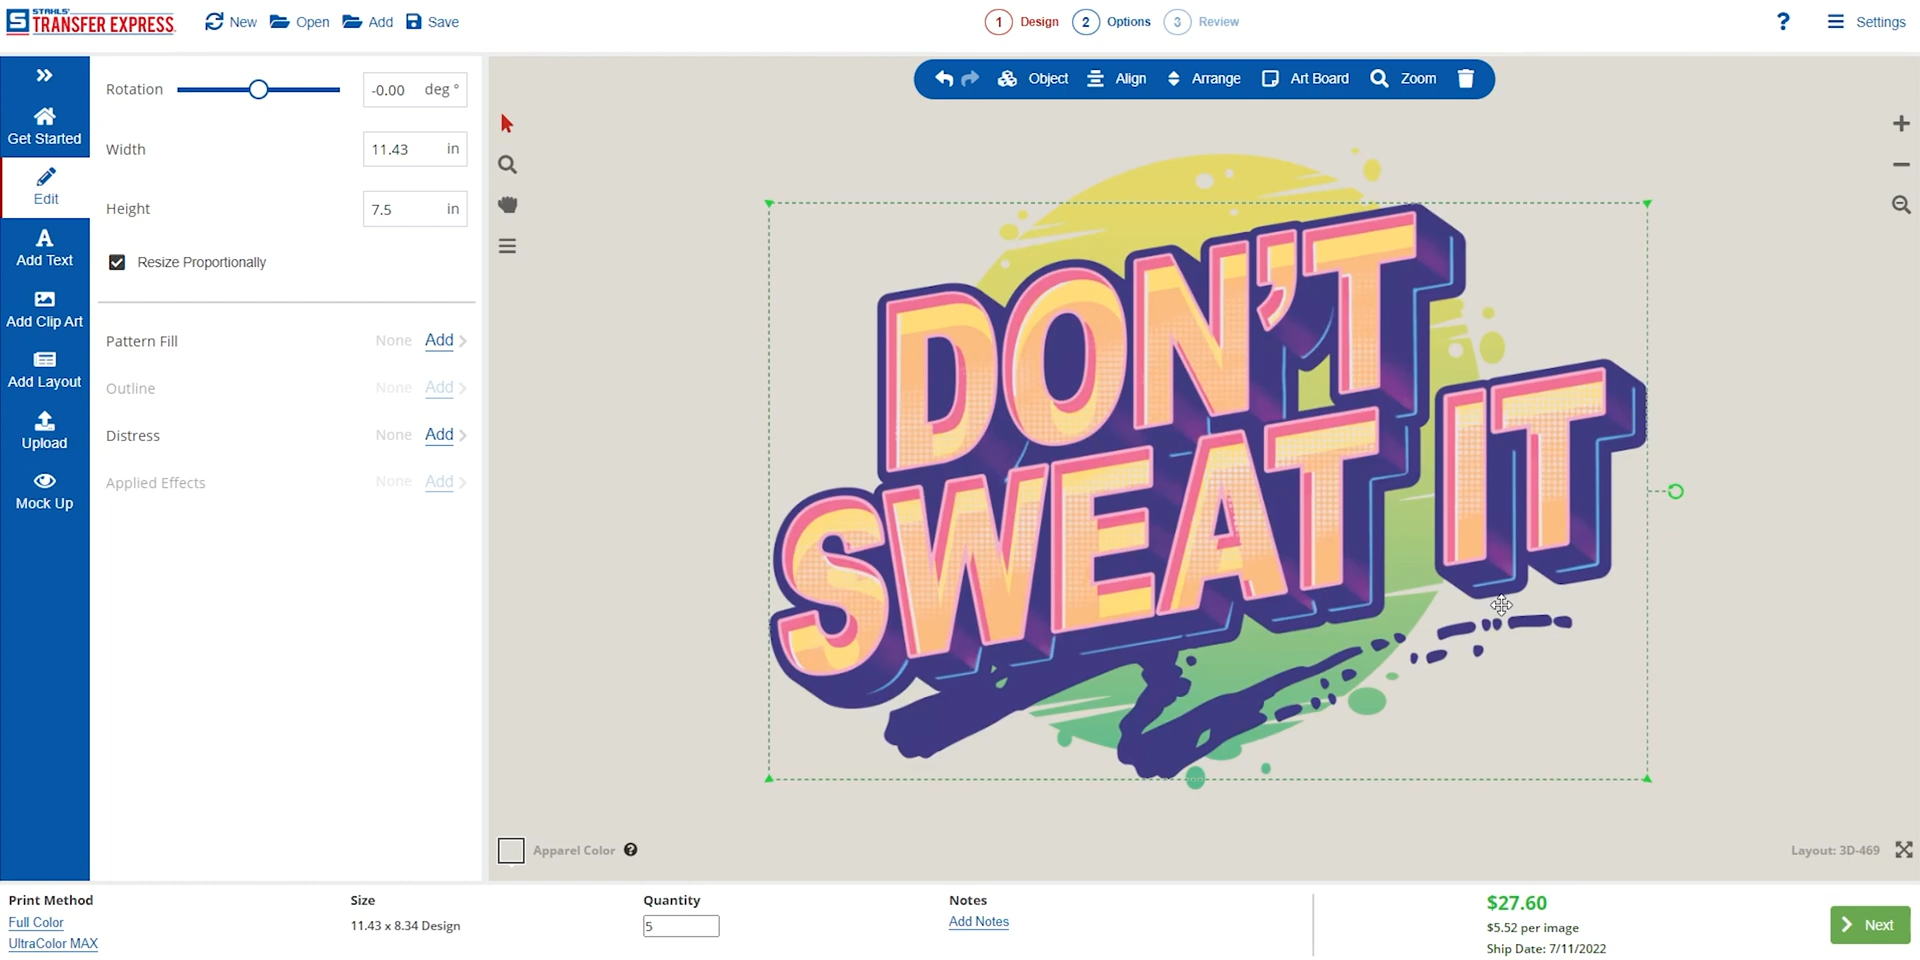 STAHLS'
TRANSFER EXPRESS
New
Open
Add
Save
1 Design
2 Options
3 Review
?
Settings
Get Started
Edit
Add Text
Add Clip Art
Add Layout
Upload
Mock Up
Rotation
-0.00 deg °
Width
11.43 in
Height
7.5 in
Resize Proportionally
Pattern Fill None Add
Outline None Add
Distress None Add
Applied Effects None Add
Object
Align
Arrange
Art Board
Zoom
DON'T
SWEAT IT
Apparel Color ?
Layout: 3D-469
Print Method
Full Color
UltraColor MAX
Size
11.43 x 8.34 Design
Quantity
5
Notes
Add Notes
$27.60
$5.52 per image
Ship Date: 7/11/2022
Next